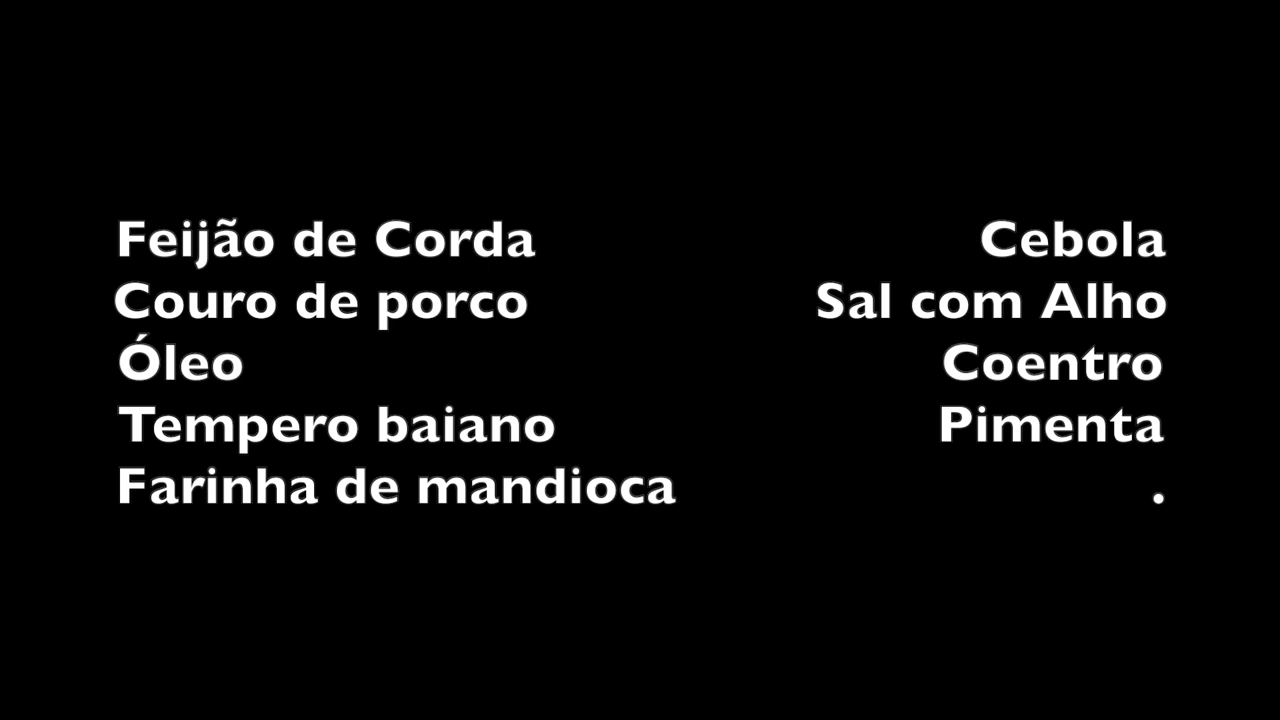 Feijão de Corda Cebola
Couro de porco Sal com Alho
Óleo Coentro
Tempero baiano Pimenta
Farinha de mandioca .